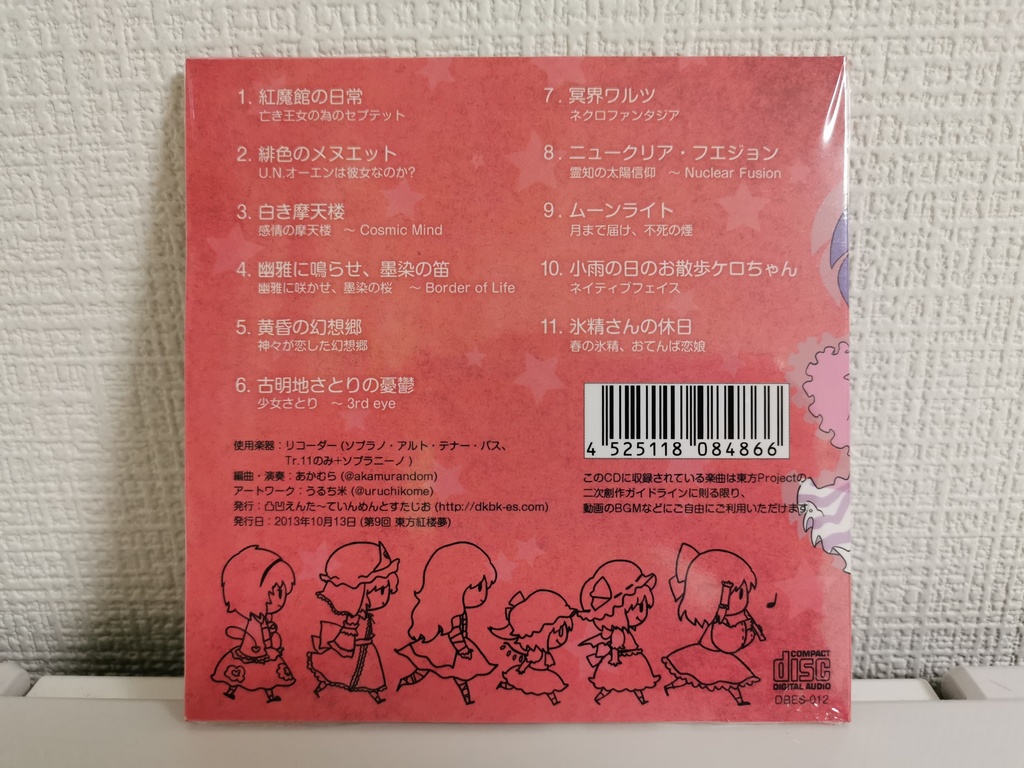 1. 紅魔館の日常
亡き王女の為のセプテット
2. 緋色のメヌエット
U.N.オーエンは彼女なのか?
3. 白き摩天楼
感情の摩天楼　～ Cosmic Mind
4. 幽雅に鳴らせ、墨染の笛
幽雅に咲かせ、墨染の桜　～ Border of Life
5. 黄昏の幻想郷
神々が恋した幻想郷
6. 古明地さとりの憂鬱
少女さとり　～ 3rd eye
7. 冥界ワルツ
ネクロファンタジア
8. ニュークリア・フエジョン
霊知の太陽信仰　～ Nuclear Fusion
9. ムーンライト
月まで届け、不死の煙
10. 小雨の日のお散歩ケロちゃん
ネイティブフェイス
11. 氷精さんの休日
春の氷精、おてんば恋娘
使用楽器：リコーダー (ソプラノ・アルト・テナー・バス、
Tr.11のみ+ソプラニーノ )
編曲・演奏：あかむら (@akamurandom)
アートワーク：うるち米 (@uruchikome)
発行：凸凹えんた～ていんめんとすたじお (http://dkbk-es.com)
発行日：2013年10月13日 (第9回 東方紅楼夢)
4 525118 084866
このCDに収録されている楽曲は東方Projectの
二次創作ガイドラインに則る限り、
動画のBGMなどにご自由にご利用いただけます。
COMPACT
disc
DIGITAL AUDIO
DBES-012